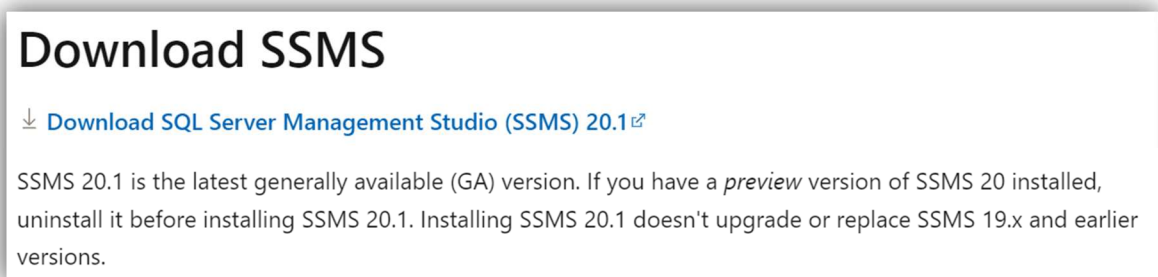 Download SSMS
Download SQL Server Management Studio (SSMS) 20.1
SSMS 20.1 is the latest generally available (GA) version. If you have a preview version of SSMS 20 installed,
uninstall it before installing SSMS 20.1. Installing SSMS 20.1 doesn't upgrade or replace SSMS 19.x and earlier
versions.